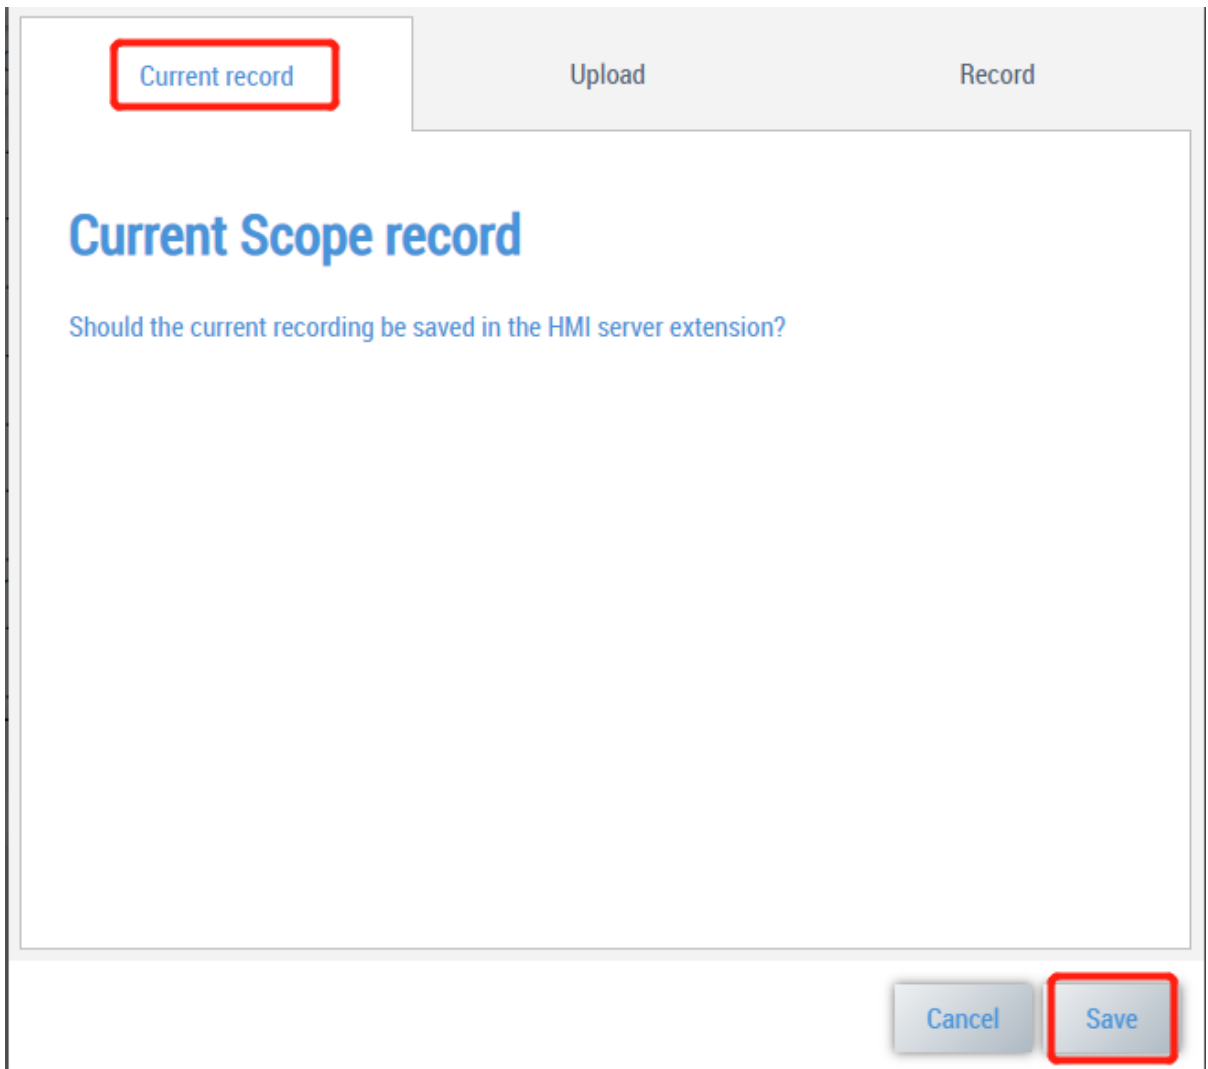 Current record
Upload
Record
Current Scope record
Should the current recording be saved in the HMI server extension?
Cancel
Save